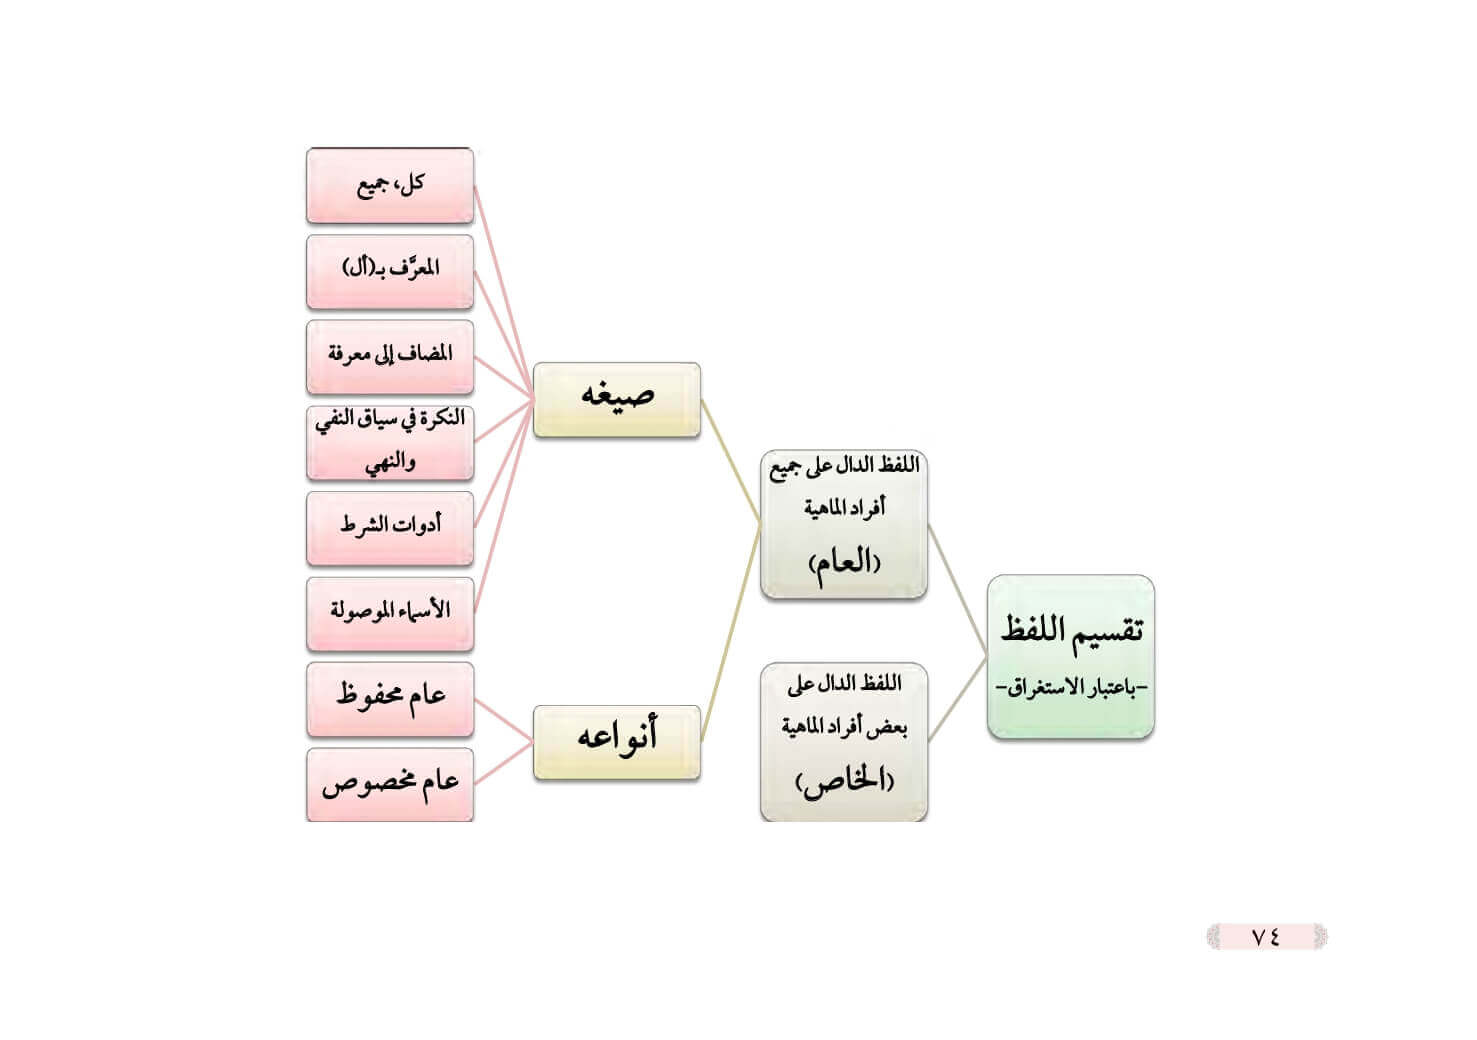 تقسيم اللفظ
-باعتبار الاستغراق-
اللفظ الدال على جميع
أفراد الماهية
(العام)
صيغه
كل، جميع
المعرَّف بـ(أل)
المضاف إلى معرفة
النكرة في سياق النفي
والنهي
أدوات الشرط
الأسماء الموصولة
أنواعه
عام محفوظ
عام مخصوص
اللفظ الدال على
بعض أفراد الماهية
(الخاص)
٧٤